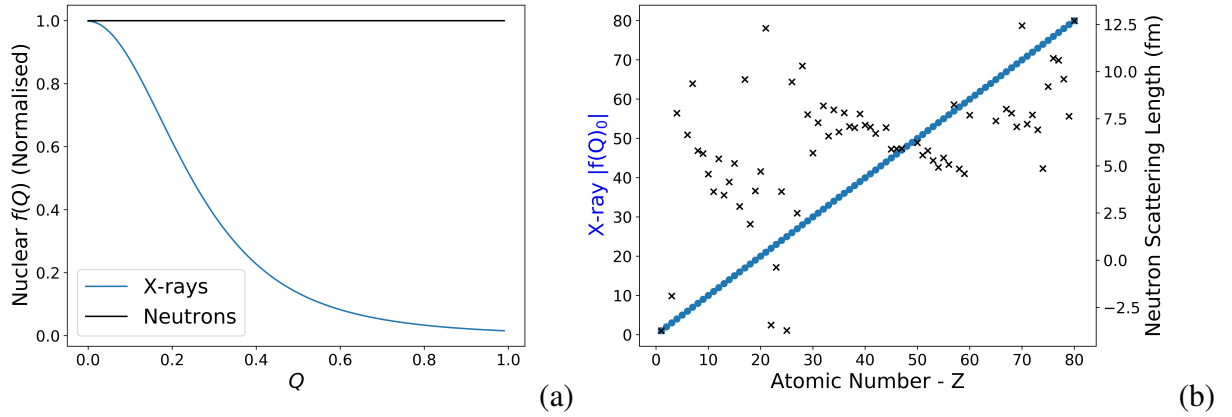 Nuclear f(Q) (Normalised)
1.0
0.8
0.6
0.4
0.2
0.0
X-rays
Neutrons
0.0 0.2 0.4 0.6 0.8 1.0
Q
(a)
X-ray |f(Q)₀|
80
70
60
50
40
30
20
10
0
0 10 20 30 40 50 60 70 80
Atomic Number - Z
12.5
10.0
7.5
5.0
2.5
0.0
−2.5
Neutron Scattering Length (fm)
(b)